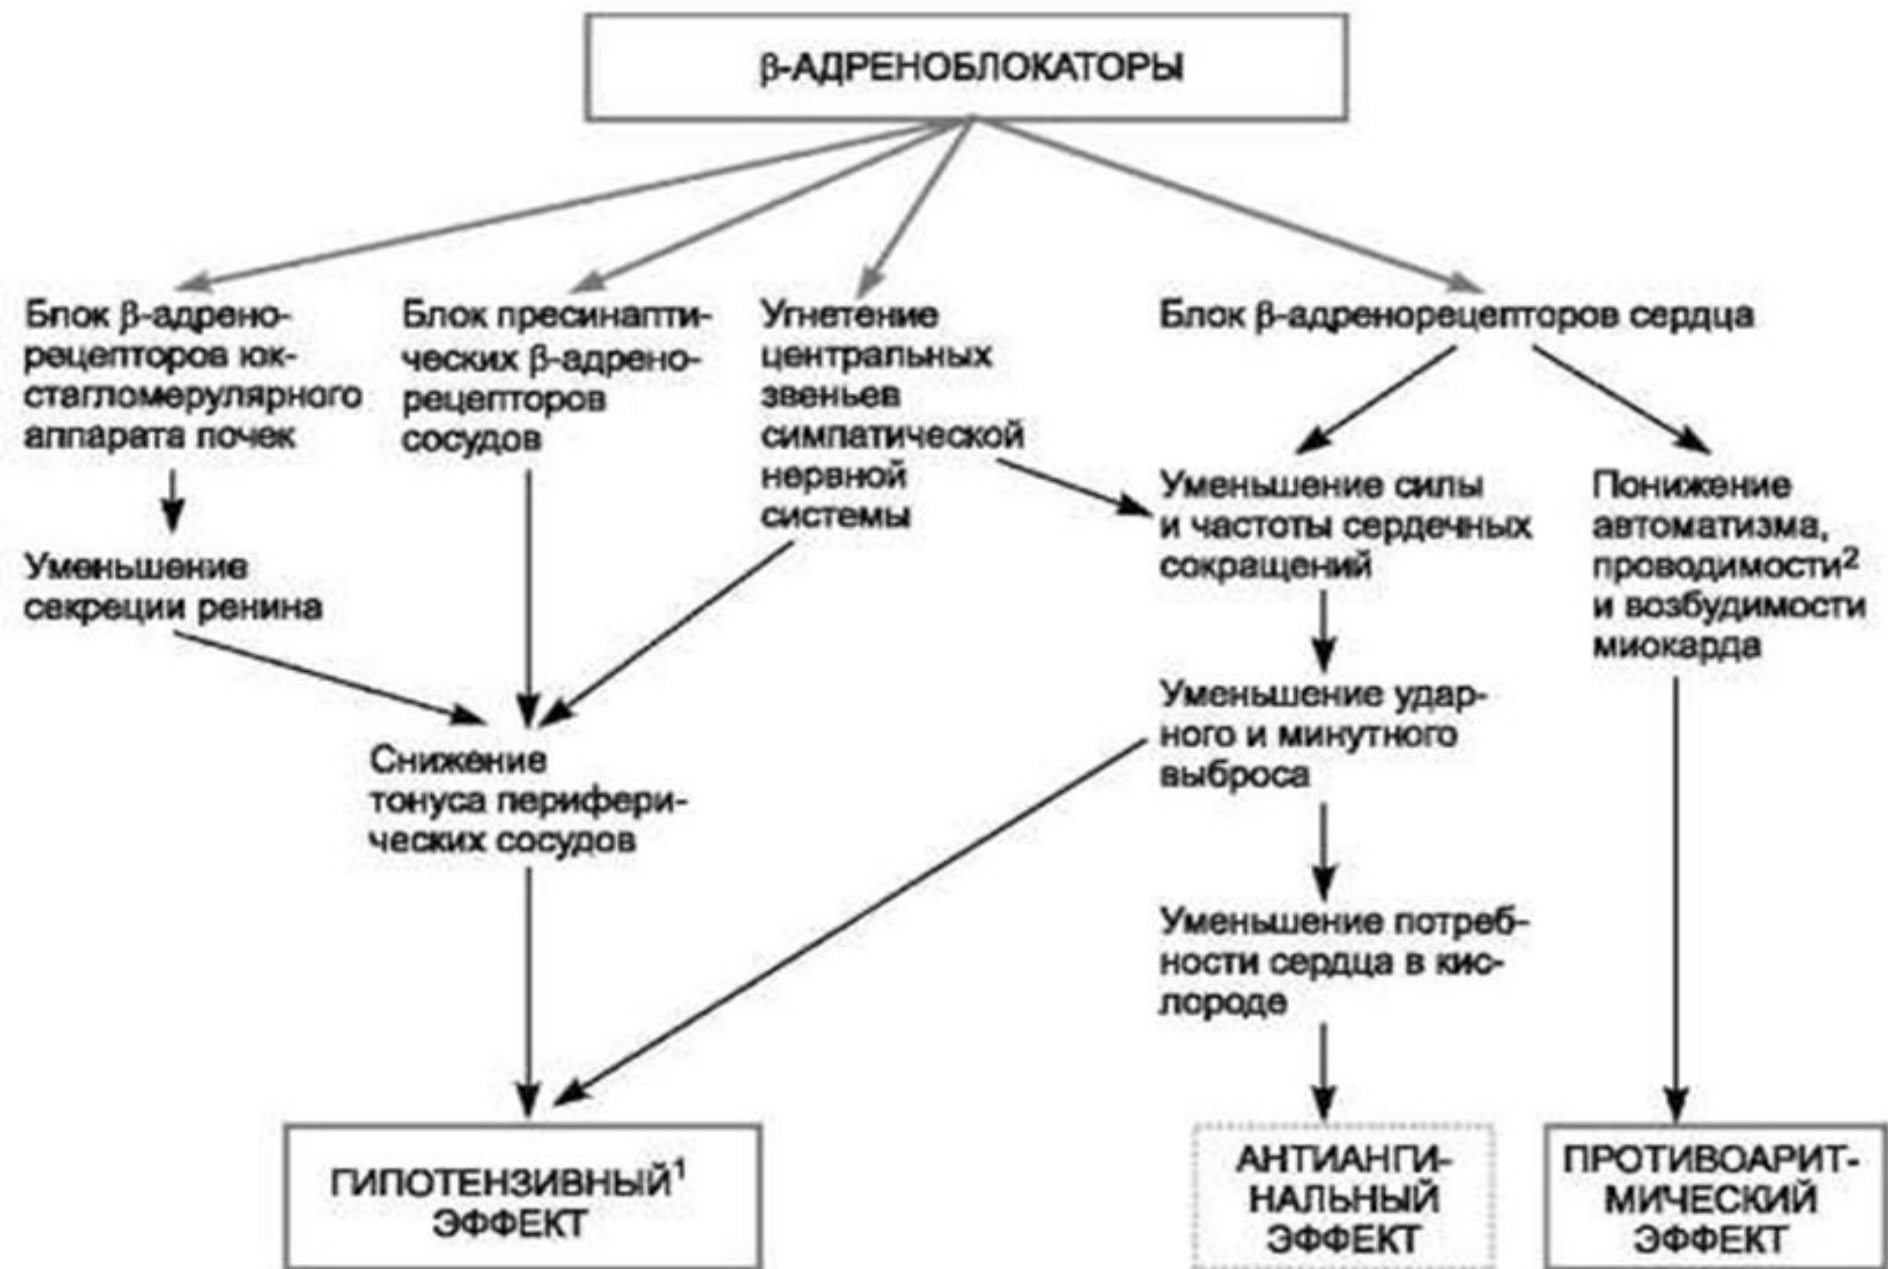 β-АДРЕНОБЛОКАТОРЫ
Блок β-адрено-
рецепторов юк-
стагломерулярного
аппарата почек
Блок пресинапти-
ческих β-адрено-
рецепторов
сосудов
Угнетение
центральных
звеньев
симпатической
нервной
системы
Блок β-адренорецепторов сердца
Уменьшение
секреции ренина
Уменьшение силы
и частоты сердечных
сокращений
Понижение
автоматизма,
проводимости²
и возбудимости
миокарда
Снижение
тонуса перифери-
ческих сосудов
Уменьшение удар-
ного и минутного
выброса
Уменьшение потреб-
ности сердца в кис-
лороде
ГИПОТЕНЗИВНЫЙ¹
ЭФФЕКТ
АНТИАНГИ-
НАЛЬНЫЙ
ЭФФЕКТ
ПРОТИВОАРИТ-
МИЧЕСКИЙ
ЭФФЕКТ